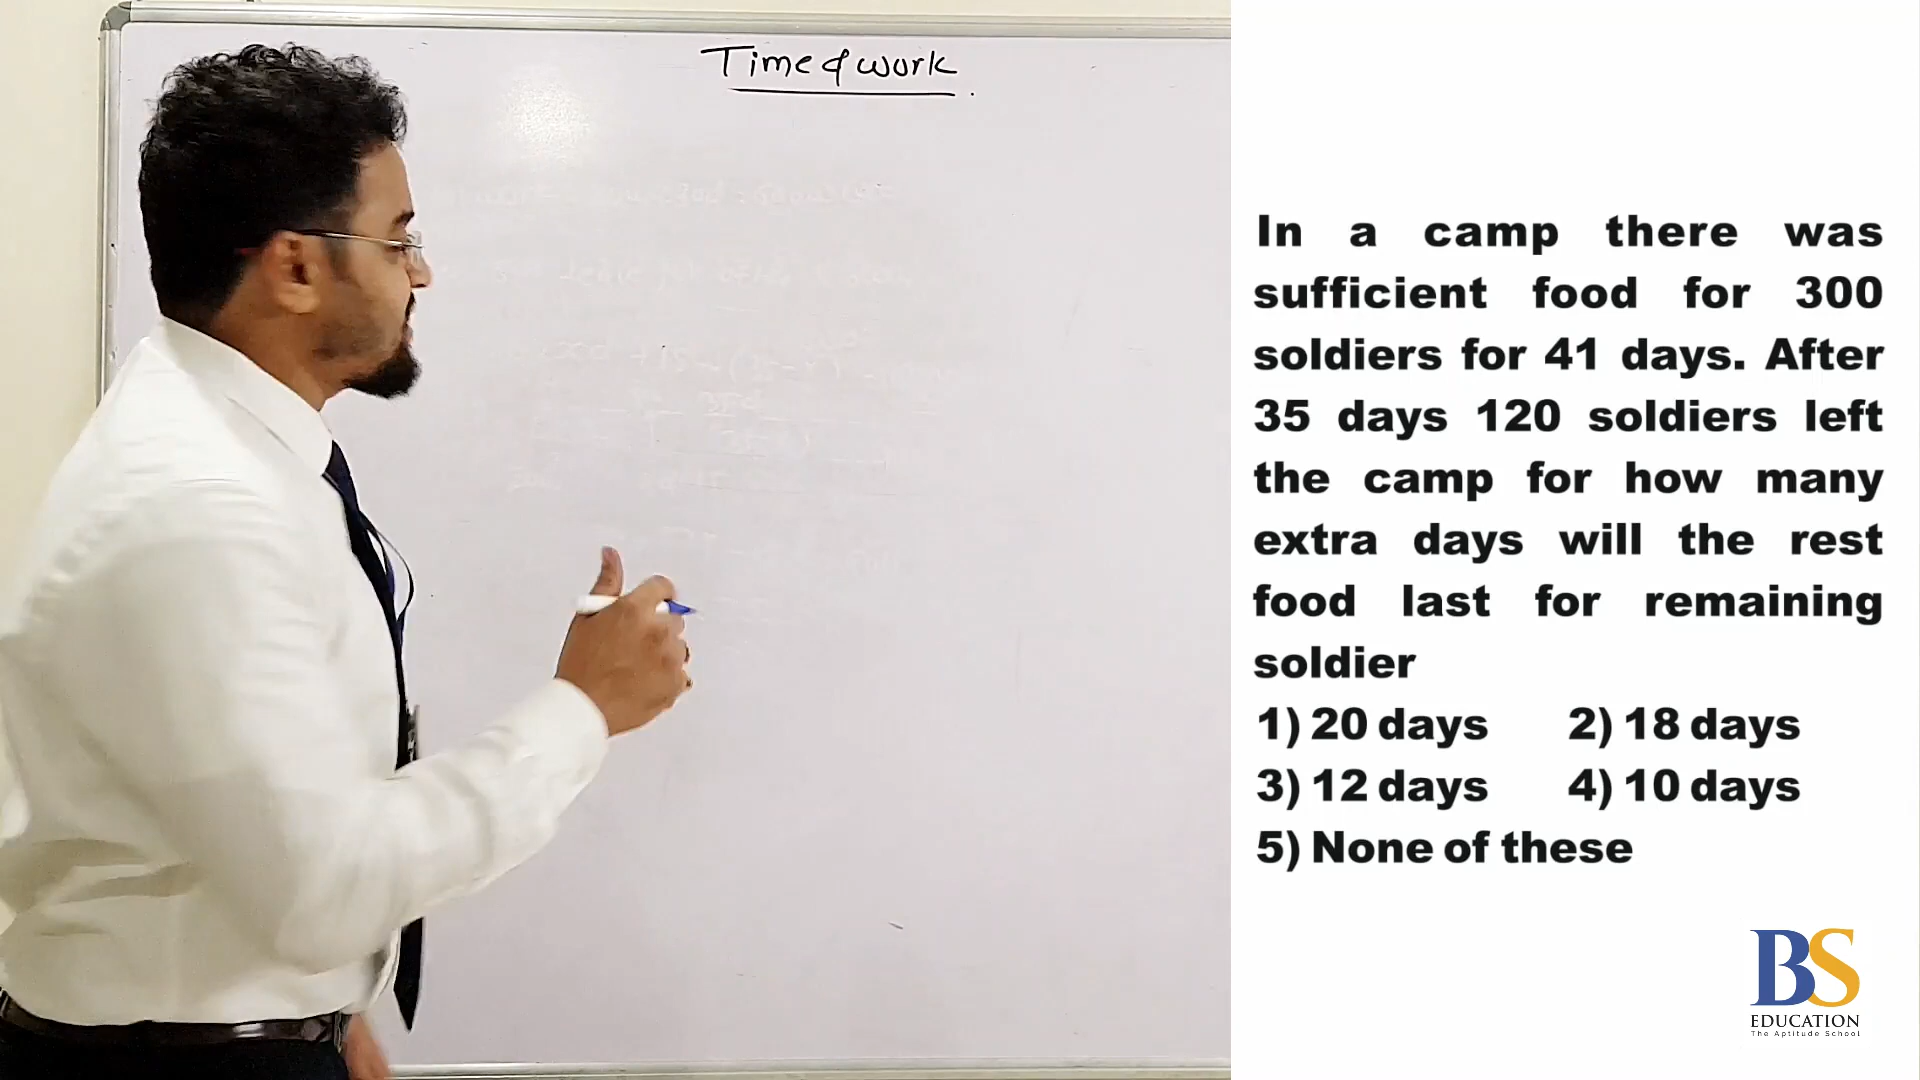 Time & work
In a camp there was
sufficient food for 300
soldiers for 41 days. After
35 days 120 soldiers left
the camp for how many
extra days will the rest
food last for remaining
soldier
1) 20 days 2) 18 days
3) 12 days 4) 10 days
5) None of these
BS
EDUCATION
The Aptitude School